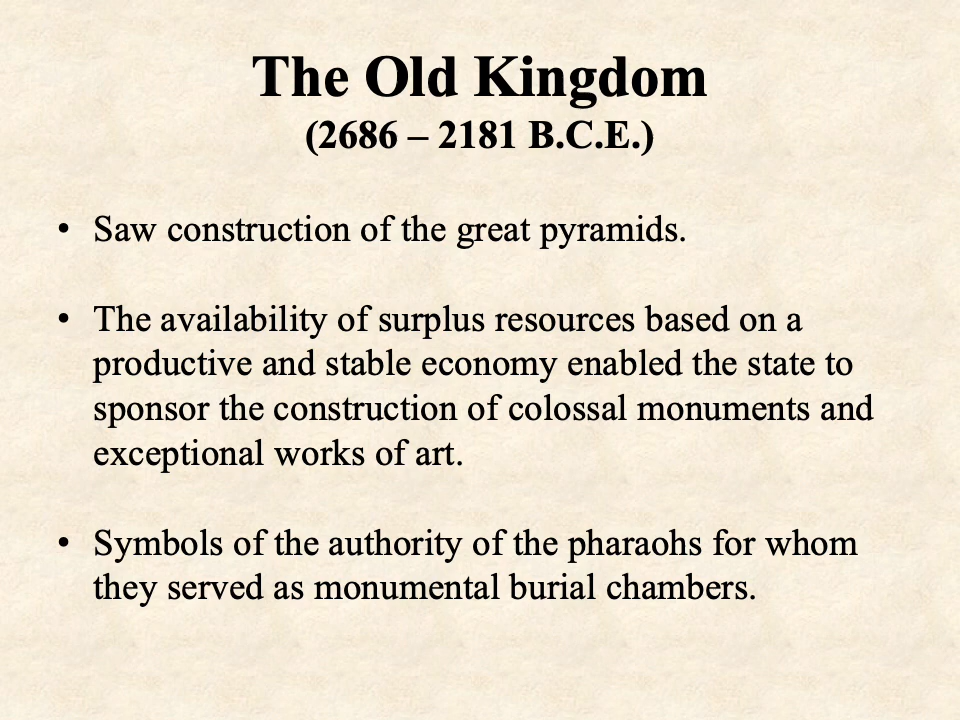 The Old Kingdom
(2686 – 2181 B.C.E.)
• Saw construction of the great pyramids.
• The availability of surplus resources based on a
productive and stable economy enabled the state to
sponsor the construction of colossal monuments and
exceptional works of art.
• Symbols of the authority of the pharaohs for whom
they served as monumental burial chambers.